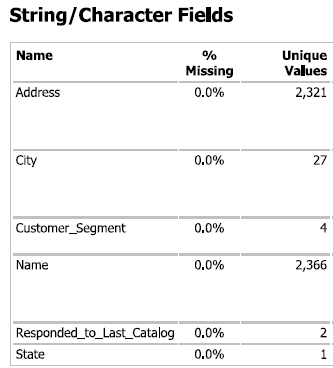 String/Character Fields
Name % Missing Unique Values
Address 0.0% 2,321
City 0.0% 27
Customer_Segment 0.0% 4
Name 0.0% 2,366
Responded_to_Last_Catalog 0.0% 2
State 0.0% 1